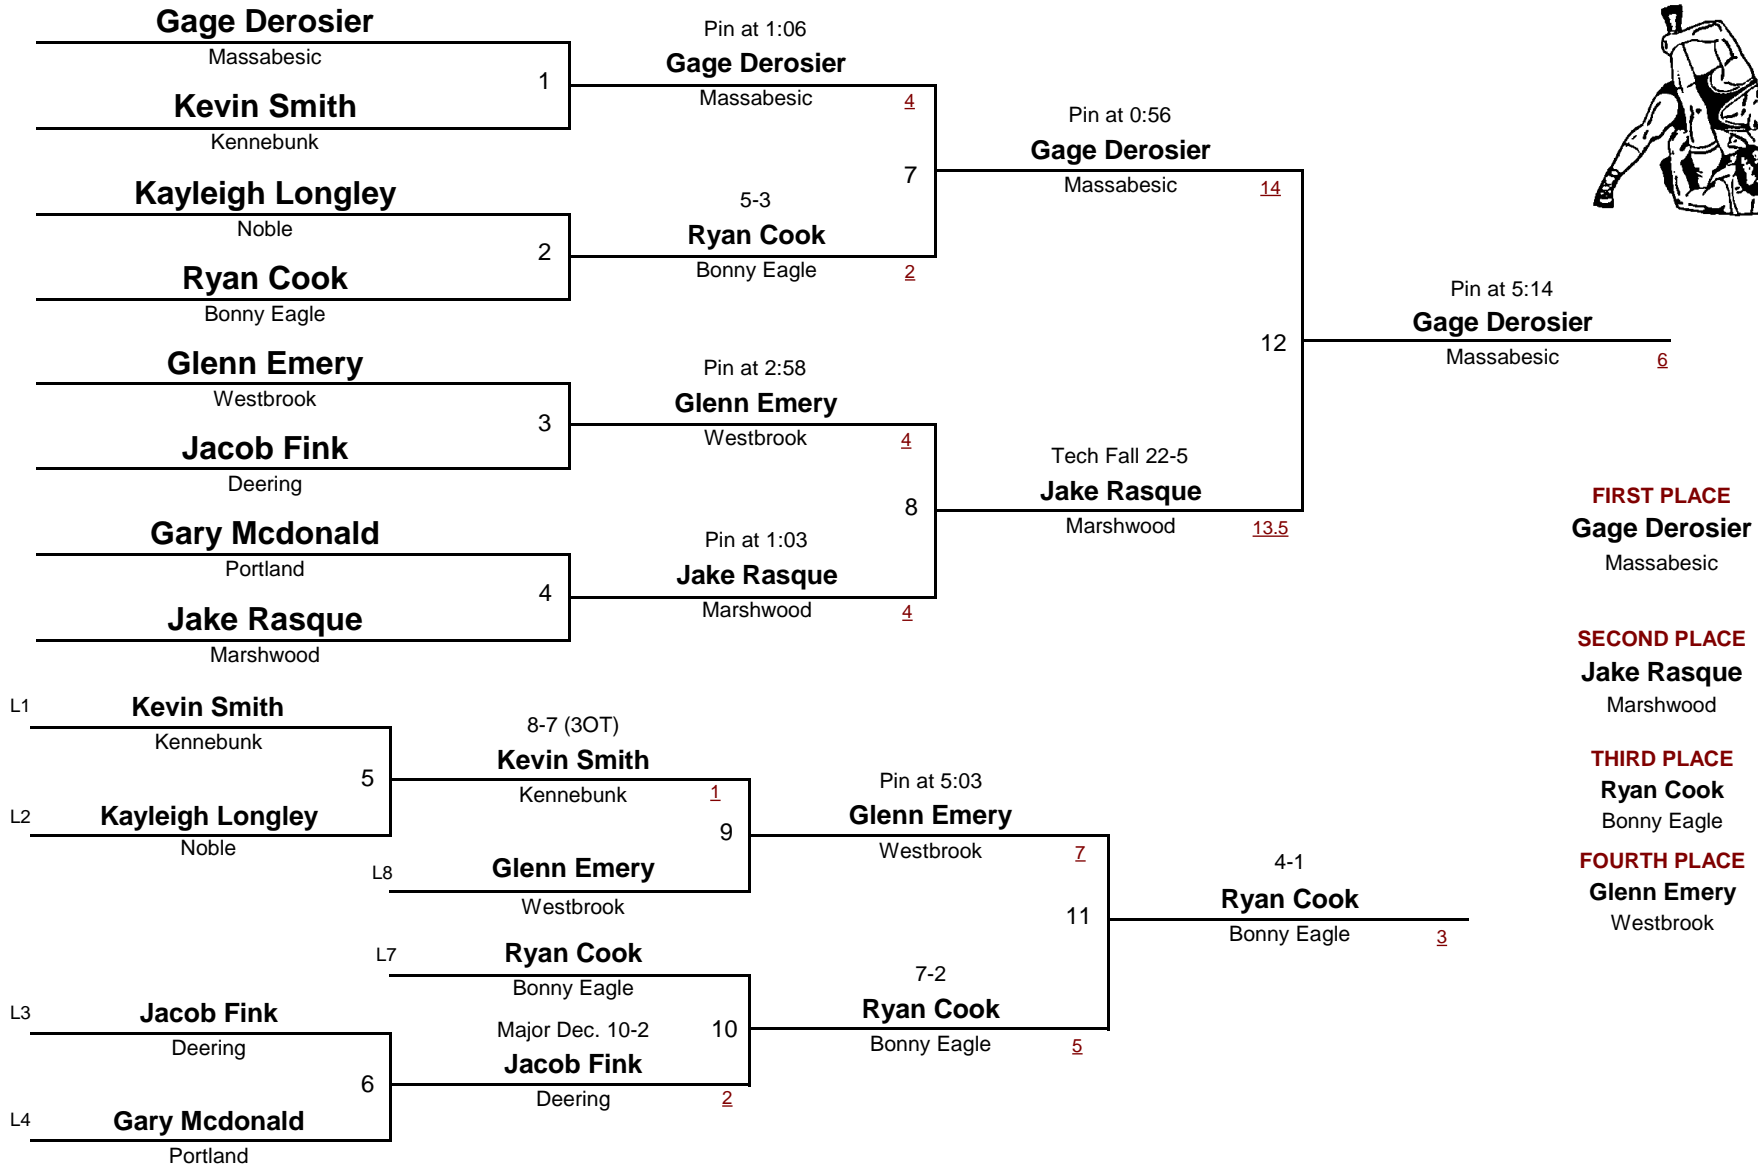 Gage Derosier
Massabesic
1
Kevin Smith
Kennebunk
Kayleigh Longley
Noble
2
Ryan Cook
Bonny Eagle
Glenn Emery
Westbrook
3
Jacob Fink
Deering
Gary Mcdonald
Portland
4
Jake Rasque
Marshwood
Pin at 1:06
Gage Derosier
Massabesic
4
7
5-3
Ryan Cook
Bonny Eagle
2
Pin at 2:58
Glenn Emery
Westbrook
4
8
Pin at 1:03
Jake Rasque
Marshwood
4
Pin at 0:56
Gage Derosier
Massabesic
14
12
Tech Fall 22-5
Jake Rasque
Marshwood
13.5
Pin at 5:14
Gage Derosier
Massabesic
6
L1
Kevin Smith
Kennebunk
5
L2
Kayleigh Longley
Noble
L3
Jacob Fink
Deering
6
L4
Gary Mcdonald
Portland
8-7 (3OT)
Kevin Smith
Kennebunk
1
9
L8
Glenn Emery
Westbrook
L7
Ryan Cook
Bonny Eagle
10
Major Dec. 10-2
Jacob Fink
Deering
2
Pin at 5:03
Glenn Emery
Westbrook
7
11
7-2
Ryan Cook
Bonny Eagle
5
4-1
Ryan Cook
Bonny Eagle
3
FIRST PLACE
Gage Derosier
Massabesic
SECOND PLACE
Jake Rasque
Marshwood
THIRD PLACE
Ryan Cook
Bonny Eagle
FOURTH PLACE
Glenn Emery
Westbrook